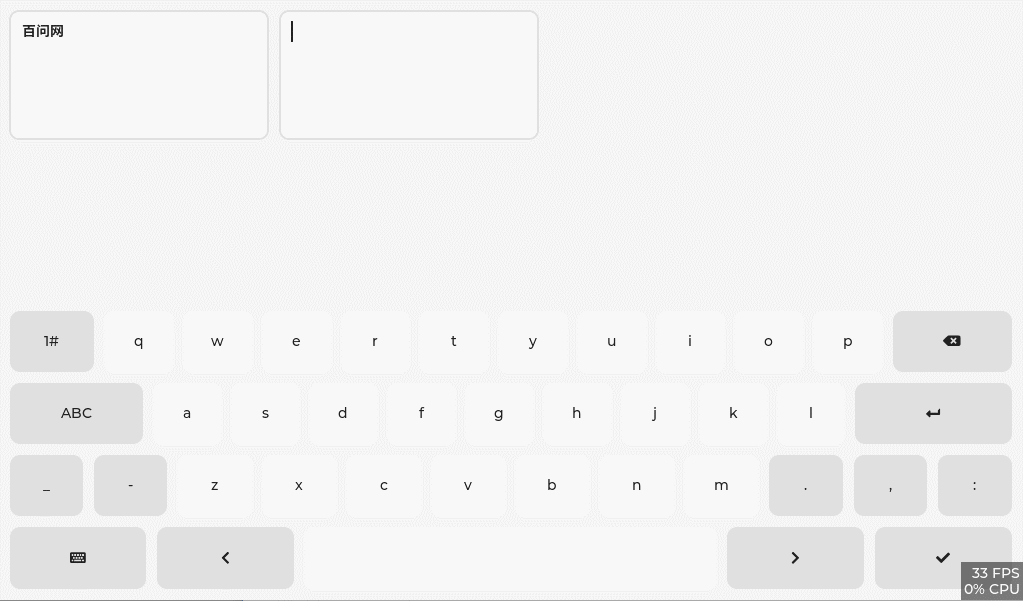 百问网
1# q w e r t y u i o p
ABC a s d f g h j k l
_ - z x c v b n m . , :
33 FPS
0% CPU